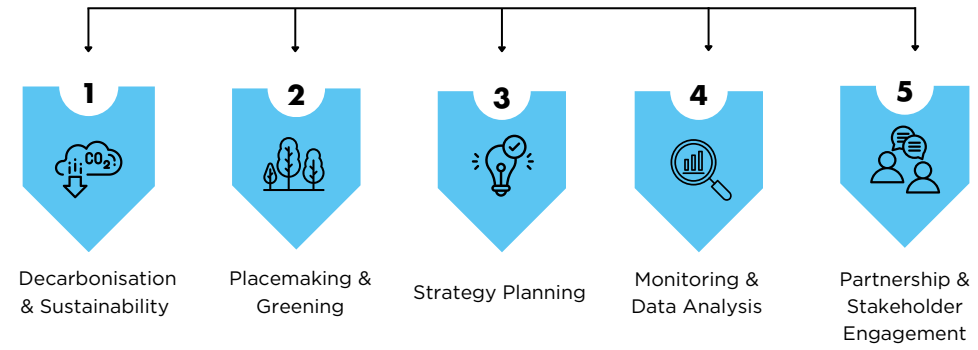 1
2
3
4
5
CO2
Decarbonisation
& Sustainability
Placemaking &
Greening
Strategy Planning
Monitoring &
Data Analysis
Partnership &
Stakeholder
Engagement